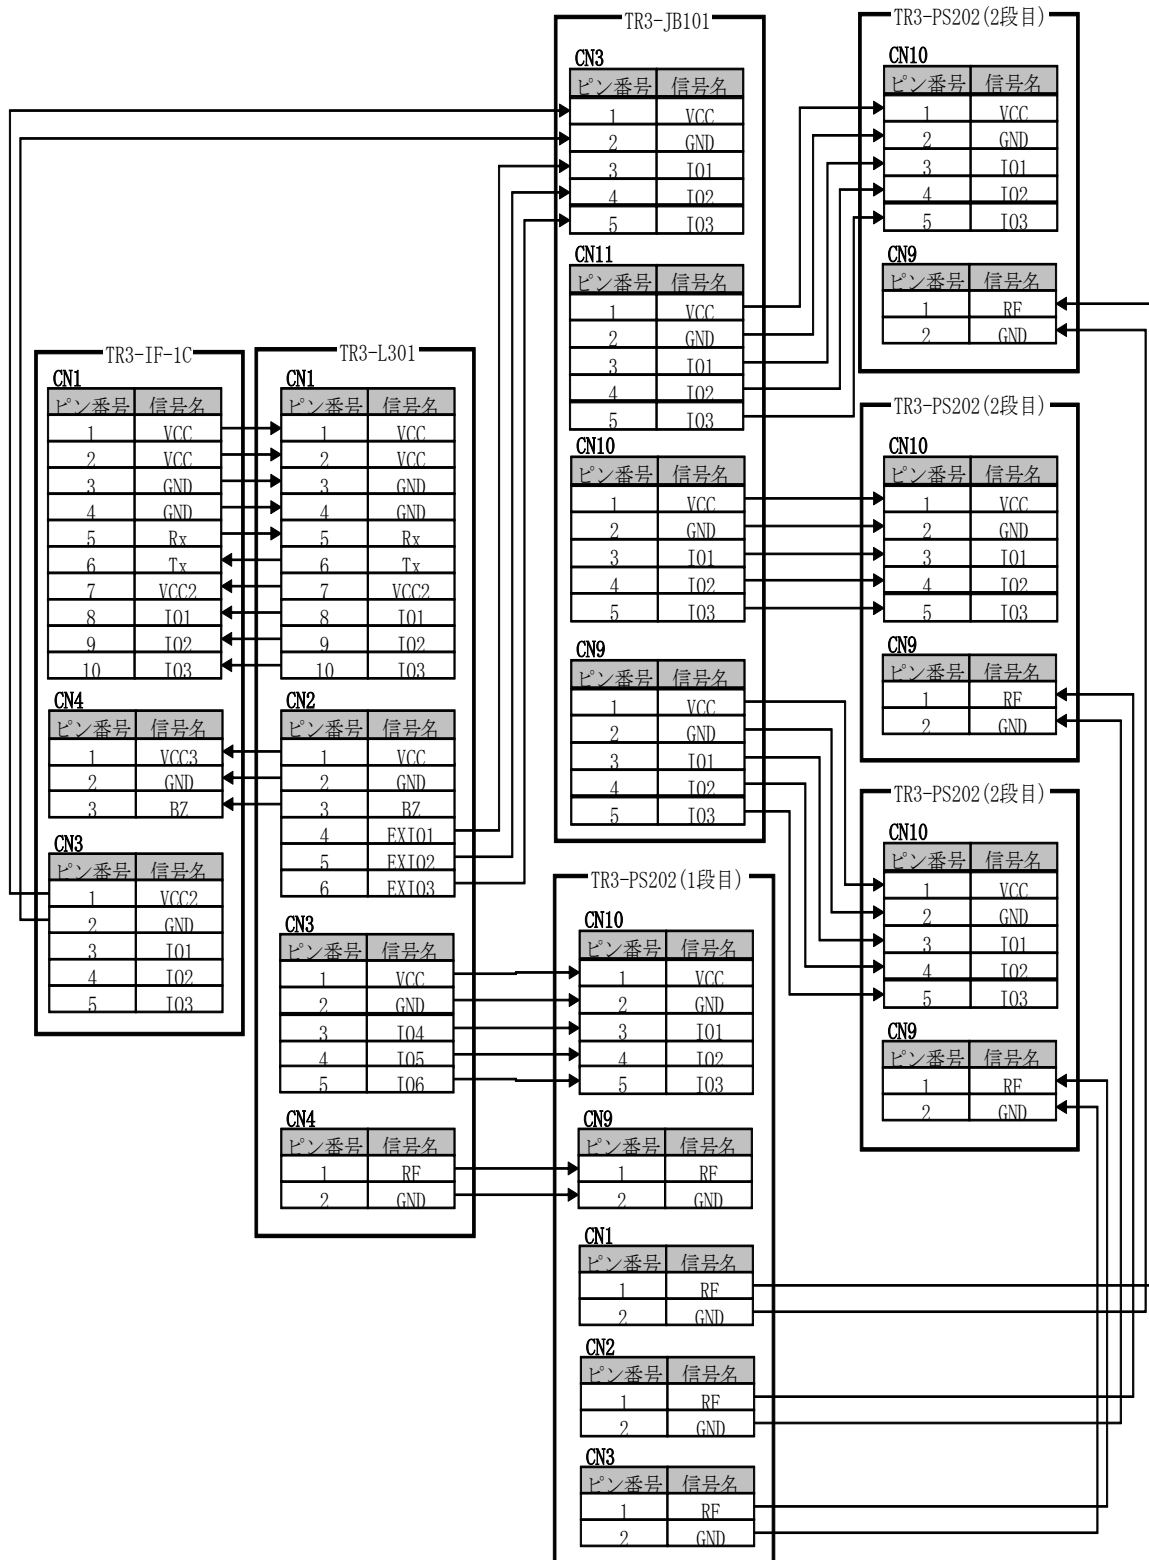 TR3-IF-1C
CN1
ピン番号 信号名
1 VCC
2 VCC
3 GND
4 GND
5 Rx
6 Tx
7 VCC2
8 IO1
9 IO2
10 IO3
CN4
ピン番号 信号名
1 VCC3
2 GND
3 BZ
CN3
ピン番号 信号名
1 VCC2
2 GND
3 IO1
4 IO2
5 IO3
TR3-L301
CN1
ピン番号 信号名
1 VCC
2 VCC
3 GND
4 GND
5 Rx
6 Tx
7 VCC2
8 IO1
9 IO2
10 IO3
CN2
ピン番号 信号名
1 VCC
2 GND
3 BZ
4 EXIO1
5 EXIO2
6 EXIO3
CN3
ピン番号 信号名
1 VCC
2 GND
3 IO4
4 IO5
5 IO6
CN4
ピン番号 信号名
1 RF
2 GND
TR3-JB101
CN3
ピン番号 信号名
1 VCC
2 GND
3 IO1
4 IO2
5 IO3
CN11
ピン番号 信号名
1 VCC
2 GND
3 IO1
4 IO2
5 IO3
CN10
ピン番号 信号名
1 VCC
2 GND
3 IO1
4 IO2
5 IO3
CN9
ピン番号 信号名
1 VCC
2 GND
3 IO1
4 IO2
5 IO3
TR3-PS202(1段目)
CN10
ピン番号 信号名
1 VCC
2 GND
3 IO1
4 IO2
5 IO3
CN9
ピン番号 信号名
1 RF
2 GND
CN1
ピン番号 信号名
1 RF
2 GND
CN2
ピン番号 信号名
1 RF
2 GND
CN3
ピン番号 信号名
1 RF
2 GND
TR3-PS202(2段目)
CN10
ピン番号 信号名
1 VCC
2 GND
3 IO1
4 IO2
5 IO3
CN9
ピン番号 信号名
1 RF
2 GND
TR3-PS202(2段目)
CN10
ピン番号 信号名
1 VCC
2 GND
3 IO1
4 IO2
5 IO3
CN9
ピン番号 信号名
1 RF
2 GND
TR3-PS202(2段目)
CN10
ピン番号 信号名
1 VCC
2 GND
3 IO1
4 IO2
5 IO3
CN9
ピン番号 信号名
1 RF
2 GND